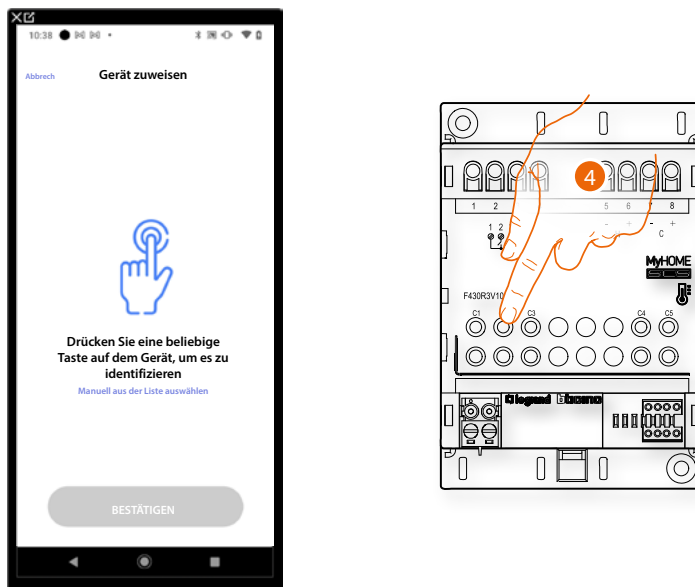 10:38
Abbrech Gerät zuweisen
Drücken Sie eine beliebige
Taste auf dem Gerät, um es zu
identifizieren
Manuell aus der Liste auswählen
BESTÄTIGEN
4
1 2 5 6 7 8
- + - +
C
1 2
MyHOME
F430R3V10
C1 C3 C4 C5
legrand bticino